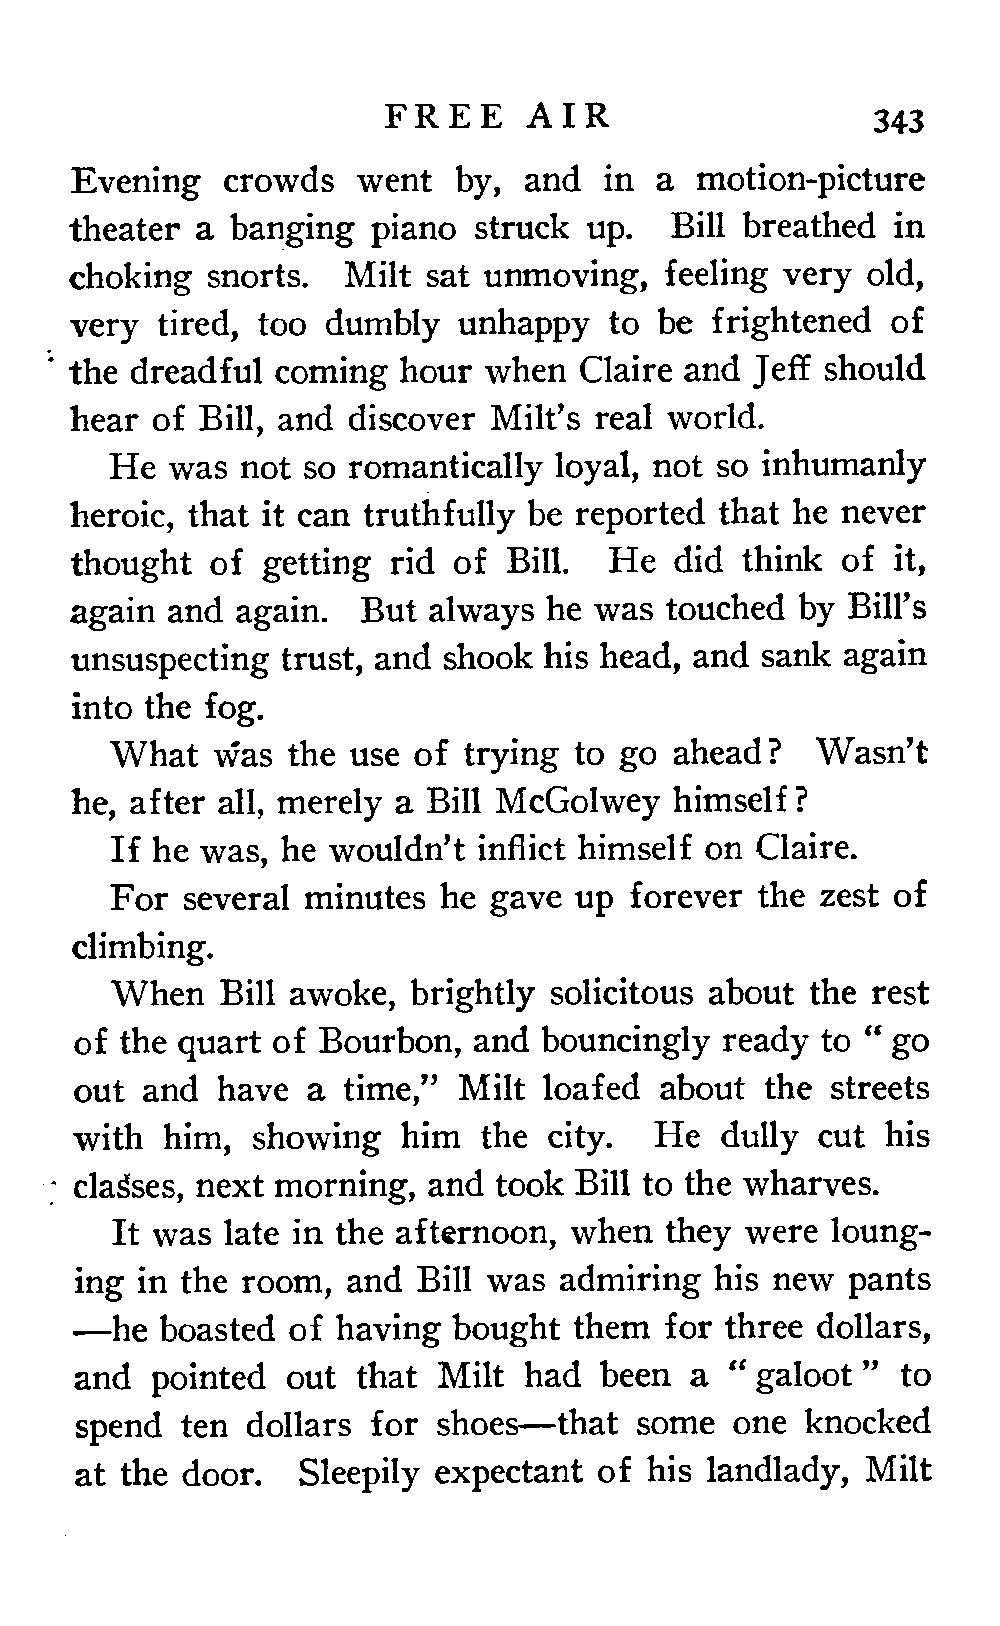 FREE AIR 343
Evening crowds went by, and in a motion-picture
theater a banging piano struck up. Bill breathed in
choking snorts. Milt sat unmoving, feeling very old,
very tired, too dumbly unhappy to be frightened of
the dreadful coming hour when Claire and Jeff should
hear of Bill, and discover Milt's real world.
He was not so romantically loyal, not so inhumanly
heroic, that it can truthfully be reported that he never
thought of getting rid of Bill. He did think of it,
again and again. But always he was touched by Bill's
unsuspecting trust, and shook his head, and sank again
into the fog.
What was the use of trying to go ahead? Wasn't
he, after all, merely a Bill McGolwey himself?
If he was, he wouldn't inflict himself on Claire.
For several minutes he gave up forever the zest of
climbing.
When Bill awoke, brightly solicitous about the rest
of the quart of Bourbon, and bouncingly ready to "go
out and have a time," Milt loafed about the streets
with him, showing him the city. He dully cut his
classes, next morning, and took Bill to the wharves.
It was late in the afternoon, when they were loung-
ing in the room, and Bill was admiring his new pants
—he boasted of having bought them for three dollars,
and pointed out that Milt had been a "galoot" to
spend ten dollars for shoes—that some one knocked
at the door. Sleepily expectant of his landlady, Milt